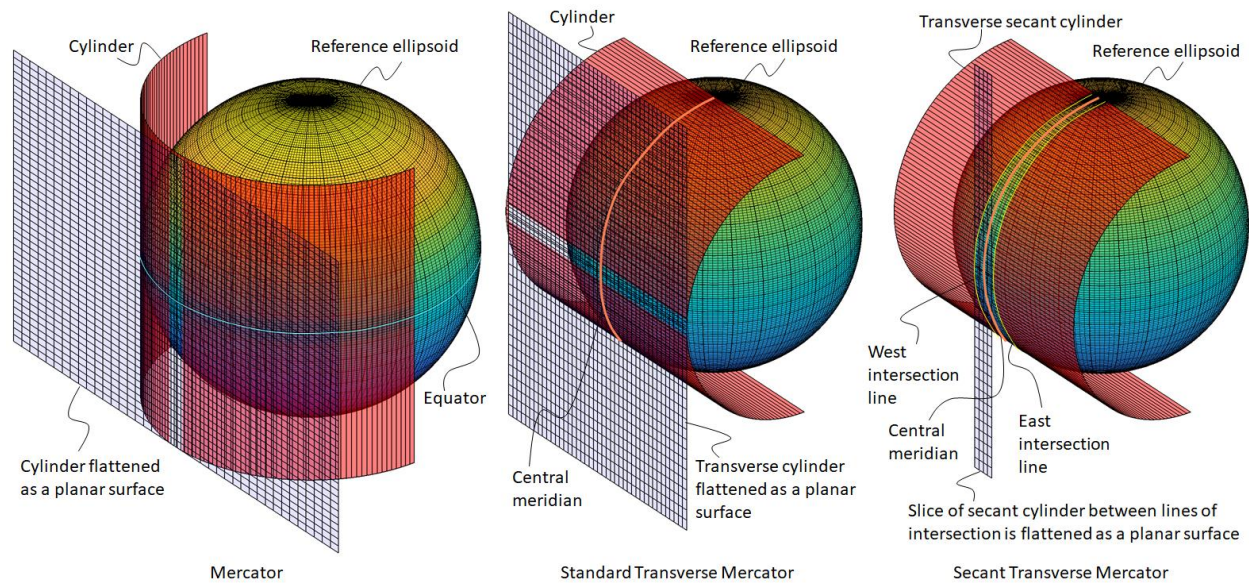 Cylinder
Reference ellipsoid
Equator
Cylinder flattened
as a planar surface
Mercator
Cylinder
Reference ellipsoid
Central
meridian
Transverse cylinder
flattened as a planar
surface
Standard Transverse Mercator
Transverse secant cylinder
Reference ellipsoid
West
intersection
line
Central
meridian
East
intersection
line
Slice of secant cylinder between lines of
intersection is flattened as a planar surface
Secant Transverse Mercator